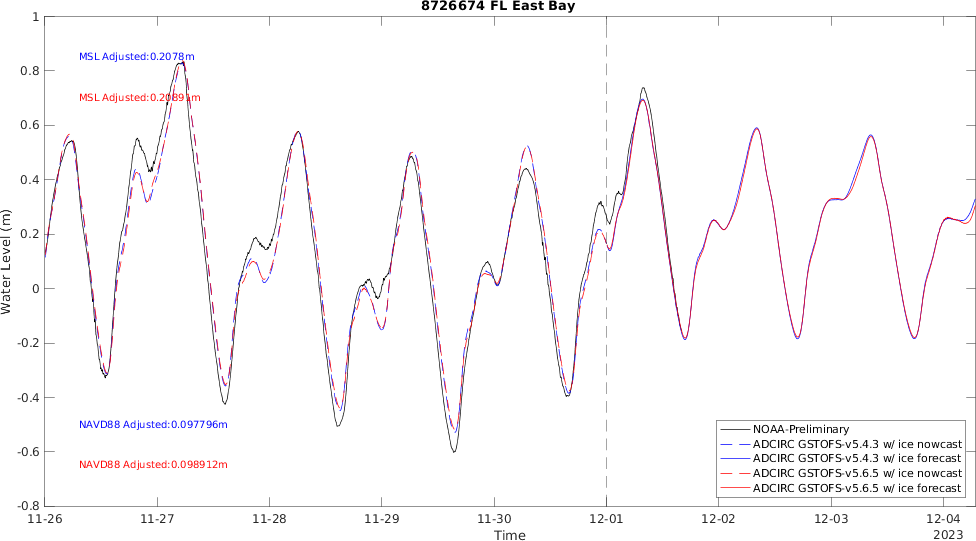 8726674 FL East Bay
1
0.8
0.6
0.4
0.2
0
-0.2
-0.4
-0.6
-0.8
Water Level (m)
MSL Adjusted:0.2078m
MSL Adjusted:0.20891m
NAVD88 Adjusted:0.097796m
NAVD88 Adjusted:0.098912m
NOAA-Preliminary
ADCIRC GSTOFS-v5.4.3 w/ ice nowcast
ADCIRC GSTOFS-v5.4.3 w/ ice forecast
ADCIRC GSTOFS-v5.6.5 w/ ice nowcast
ADCIRC GSTOFS-v5.6.5 w/ ice forecast
11-26 11-27 11-28 11-29 11-30 12-01 12-02 12-03 12-04
Time 2023